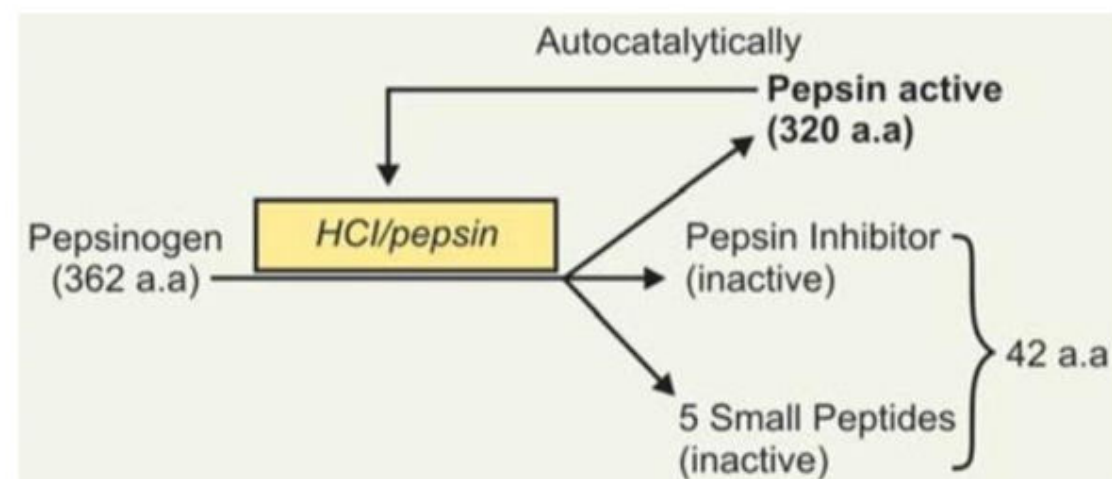 Autocatalytically
Pepsin active
(320 a.a)
HCl/pepsin
Pepsinogen
(362 a.a)
Pepsin Inhibitor
(inactive)
42 a.a
5 Small Peptides
(inactive)